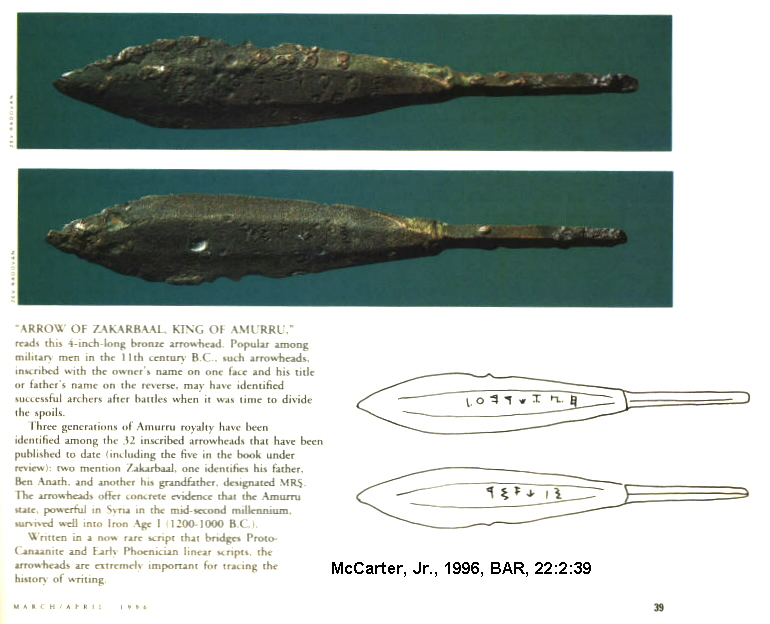 ZEV RADOVAN
ZEV RADOVAN
"ARROW OF ZAKARBAAL, KING OF AMURRU,"
reads this 4-inch-long bronze arrowhead. Popular among
military men in the 11th century B.C., such arrowheads,
inscribed with the owner's name on one face and his title
or father's name on the reverse, may have identified
successful archers after battles when it was time to divide
the spoils.
Three generations of Amurru royalty have been
identified among the 32 inscribed arrowheads that have been
published to date (including the five in the book under
review): two mention Zakarbaal, one identifies his father,
Ben Anath, and another his grandfather, designated MRṢ.
The arrowheads offer concrete evidence that the Amurru
state, powerful in Syria in the mid-second millennium,
survived well into Iron Age I (1200-1000 B.C.).
Written in a now rare script that bridges Proto-
Canaanite and Early Phoenician linear scripts, the
arrowheads are extremely important for tracing the
history of writing.
McCarter, Jr., 1996, BAR, 22:2:39
MARCH/APRIL 1996
39